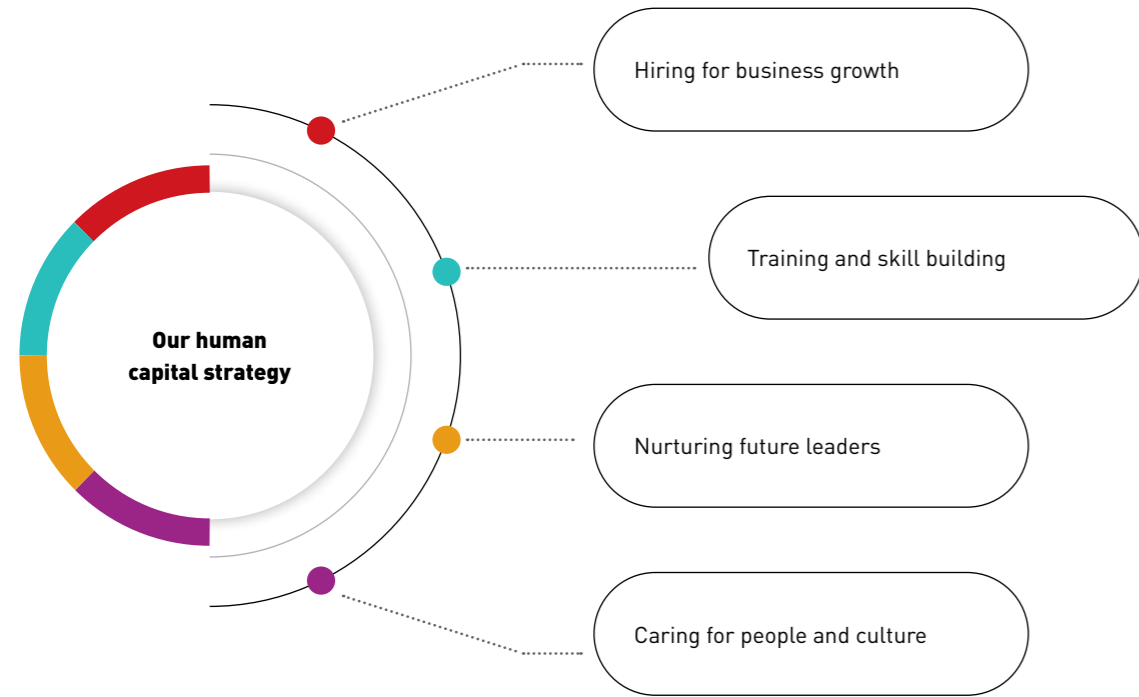 Our human
capital strategy
Hiring for business growth
Training and skill building
Nurturing future leaders
Caring for people and culture